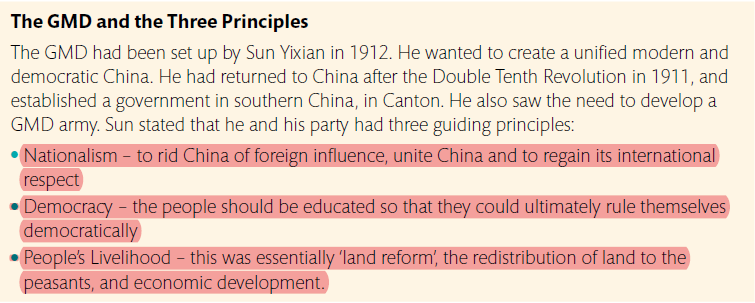 The GMD and the Three Principles
The GMD had been set up by Sun Yixian in 1912. He wanted to create a unified modern and
democratic China. He had returned to China after the Double Tenth Revolution in 1911, and
established a government in southern China, in Canton. He also saw the need to develop a
GMD army. Sun stated that he and his party had three guiding principles:
• Nationalism – to rid China of foreign influence, unite China and to regain its international
respect
• Democracy – the people should be educated so that they could ultimately rule themselves
democratically
• People’s Livelihood – this was essentially ‘land reform’, the redistribution of land to the
peasants, and economic development.